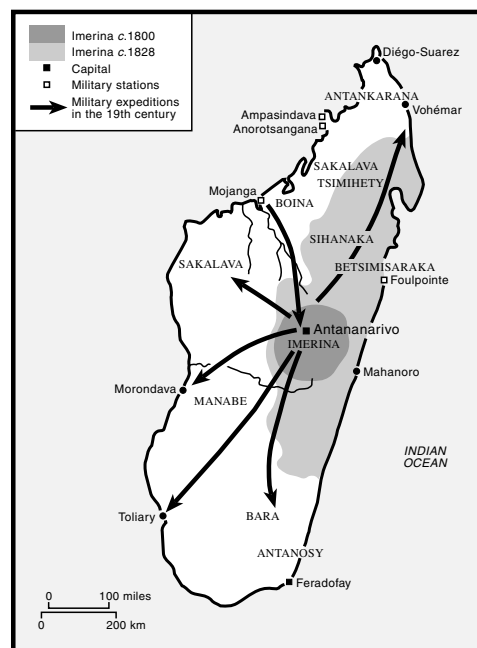 Imerina c.1800
Imerina c.1828
Capital
Military stations
Military expeditions
in the 19th century
Diégo-Suarez
ANTANKARANA
Vohémar
Ampasindava
Anorotsangana
SAKALAVA
TSIMIHETY
Mojanga
BOINA
SIHANAKA
SAKALAVA
BETSIMISARAKA
Foulpointe
Antananarivo
IMERINA
Mahanoro
Morondava
MANABE
INDIAN
OCEAN
Toliary
BARA
ANTANOSY
Feradofay
0 100 miles
0 200 km